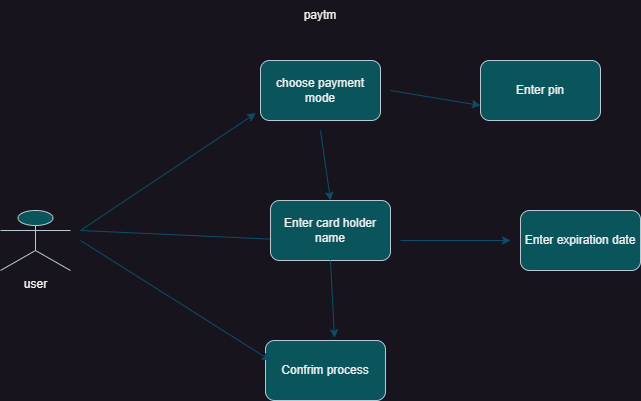 paytm
choose payment
mode
Enter pin
Enter card holder
name
Enter expiration date
user
Confrim process